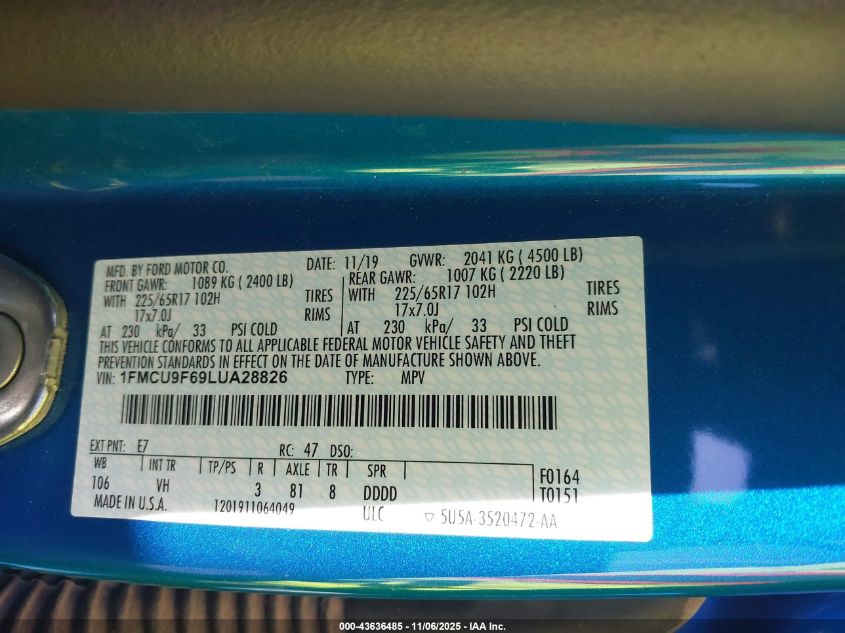 MFD. BY FORD MOTOR CO. DATE: 11/19 GVWR: 2041 KG ( 4500 LB)
FRONT GAWR: 1089 KG ( 2400 LB) REAR GAWR: 1007 KG ( 2220 LB)
WITH 225/65R17 102H TIRES WITH 225/65R17 102H TIRES
17x7.0J RIMS 17x7.0J RIMS
AT 230 kPa/ 33 PSI COLD AT 230 kPa/ 33 PSI COLD
THIS VEHICLE CONFORMS TO ALL APPLICABLE FEDERAL MOTOR VEHICLE SAFETY AND THEFT
PREVENTION STANDARDS IN EFFECT ON THE DATE OF MANUFACTURE SHOWN ABOVE.
VIN: 1FMCU9F69LUA28826 TYPE: MPV
EXT PNT: E7 RC: 47 DSO:
WB INT TR TP/PS R AXLE TR SPR F0164
106 VH 3 81 8 DDDD T0151
MADE IN U.S.A. 1201911064049 ULC ▽ 5U5A-3520472-AA
000-43636485 - 11/06/2025 - IAA Inc.